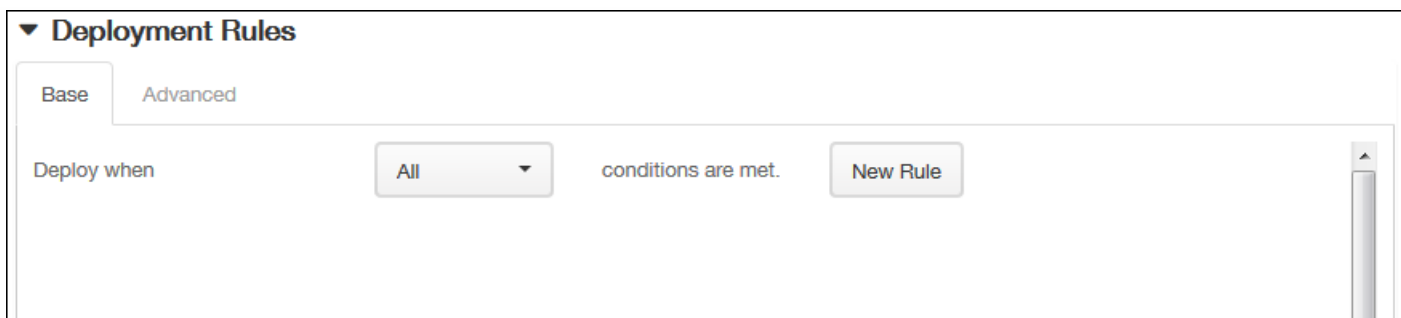 Deployment Rules
Base Advanced
Deploy when All conditions are met. New Rule